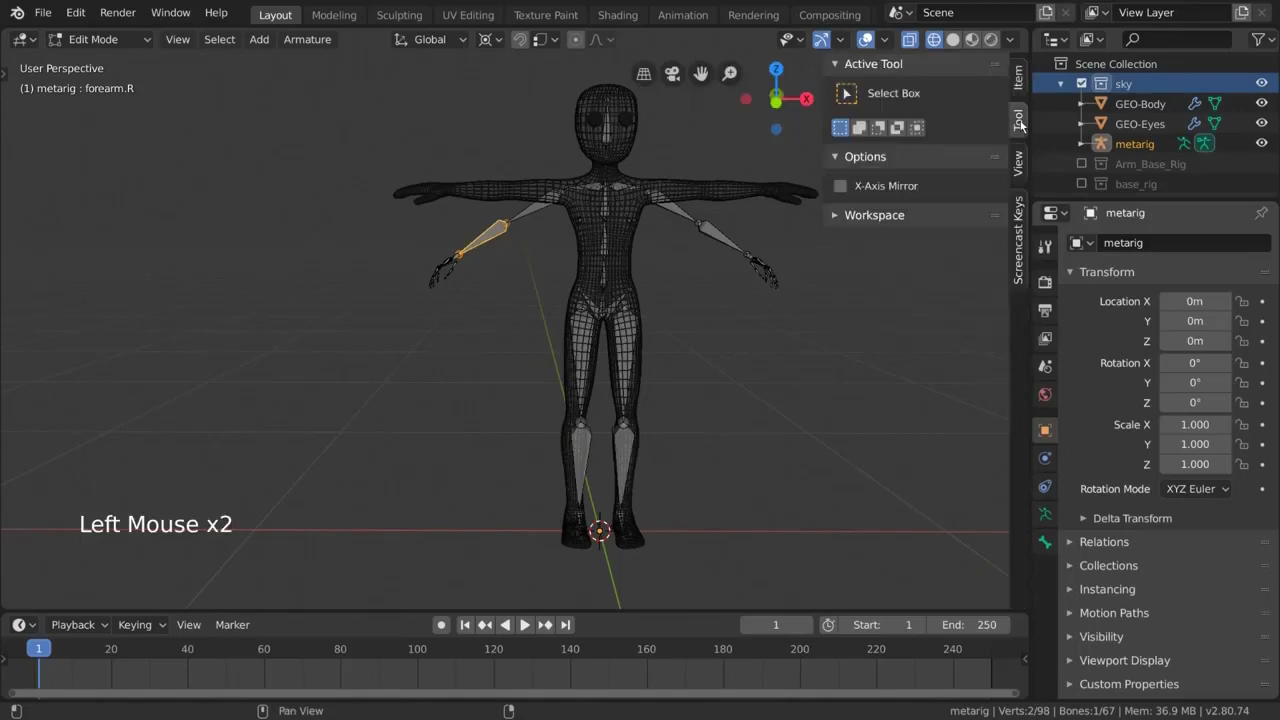 File Edit Render Window Help Layout Modeling Sculpting UV Editing Texture Paint Shading Animation Rendering Compositing Scene View Layer
Edit Mode View Select Add Armature Global
User Perspective
(1) metarig : forearm.R
Z
X
Active Tool
Select Box
Options
X-Axis Mirror
Workspace
Item
Tool
View
Screencast Keys
Scene Collection
sky
GEO-Body
GEO-Eyes
metarig
Arm_Base_Rig
base_rig
metarig
metarig
Transform
Location X 0m
Y 0m
Z 0m
Rotation X 0°
Y 0°
Z 0°
Scale X 1.000
Y 1.000
Z 1.000
Rotation Mode XYZ Euler
Delta Transform
Relations
Collections
Instancing
Motion Paths
Visibility
Viewport Display
Custom Properties
Left Mouse x2
Playback Keying View Marker 1 Start: 1 End: 250
1 20 40 60 80 100 120 140 160 180 200 220 240
Pan View
metarig | Verts:2/98 | Bones:1/67 | Mem: 36.9 MB | v2.80.74